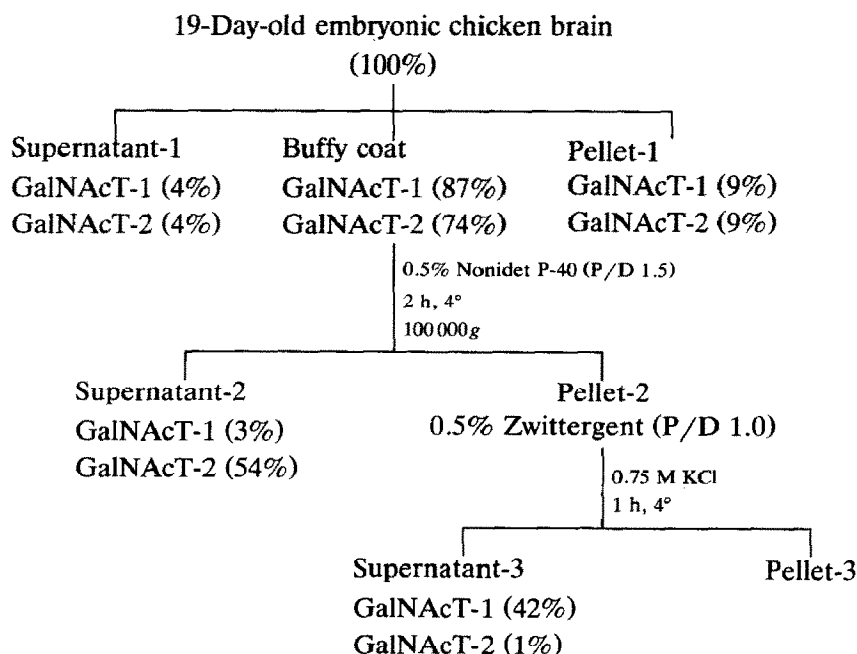 19-Day-old embryonic chicken brain
(100%)
Supernatant-1
GalNAcT-1 (4%)
GalNAcT-2 (4%)
Buffy coat
GalNAcT-1 (87%)
GalNAcT-2 (74%)
Pellet-1
GalNAcT-1 (9%)
GalNAcT-2 (9%)
0.5% Nonidet P-40 (P/D 1.5)
2 h, 4°
100 000g
Supernatant-2
GalNAcT-1 (3%)
GalNAcT-2 (54%)
Pellet-2
0.5% Zwittergent (P/D 1.0)
0.75 M KCl
1 h, 4°
Supernatant-3
GalNAcT-1 (42%)
GalNAcT-2 (1%)
Pellet-3